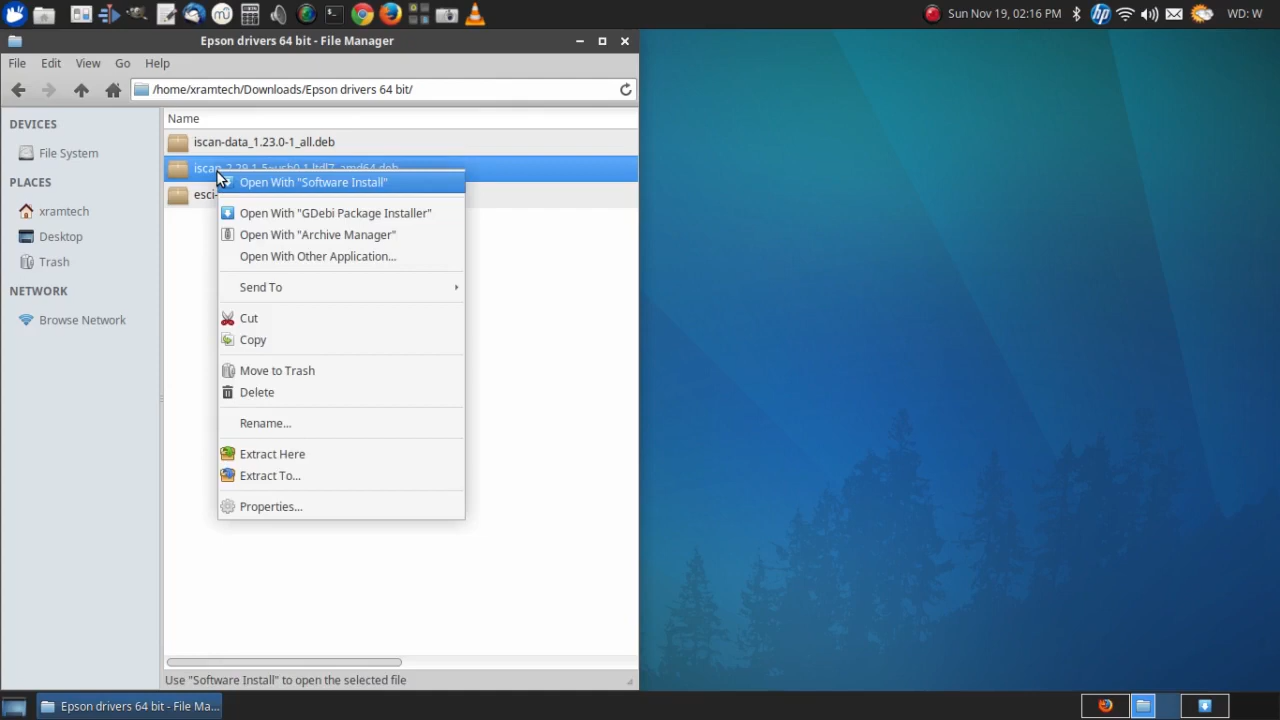 Sun Nov 19, 02:16 PM
WD: W
Epson drivers 64 bit - File Manager
File Edit View Go Help
/home/xramtech/Downloads/Epson drivers 64 bit/
DEVICES
File System
PLACES
xramtech
Desktop
Trash
NETWORK
Browse Network
Name
iscan-data_1.23.0-1_all.deb
esci-
Open With "Software Install"
Open With "GDebi Package Installer"
Open With "Archive Manager"
Open With Other Application...
Send To
Cut
Copy
Move to Trash
Delete
Rename...
Extract Here
Extract To...
Properties...
Use "Software Install" to open the selected file
Epson drivers 64 bit - File Ma...